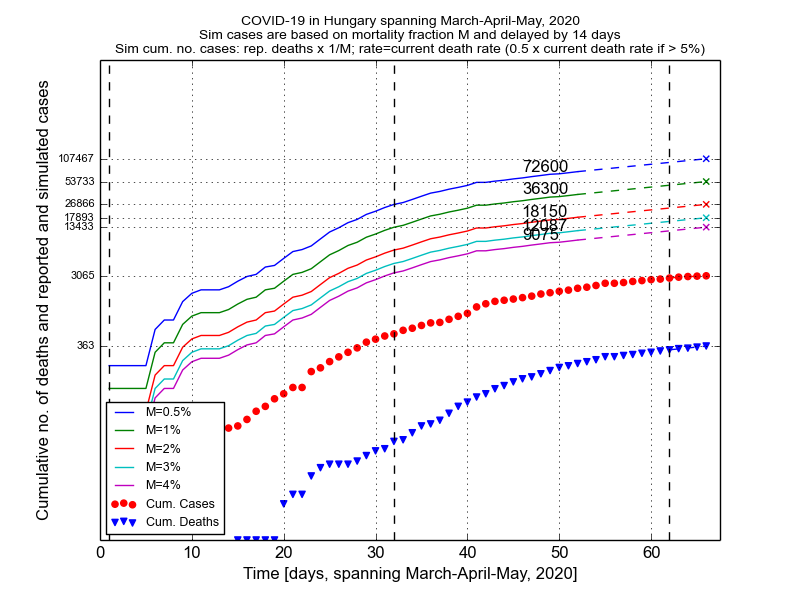 COVID-19 in Hungary spanning March-April-May, 2020
Sim cases are based on mortality fraction M and delayed by 14 days
Sim cum. no. cases: rep. deaths x 1/M; rate=current death rate (0.5 x current death rate if > 5%)
Cumulative no. of deaths and reported and simulated cases
107467
53733
26866
17893
13433
3065
363
72600
36300
18150
12087
9075
M=0.5%
M=1%
M=2%
M=3%
M=4%
Cum. Cases
Cum. Deaths
0 10 20 30 40 50 60
Time [days, spanning March-April-May, 2020]